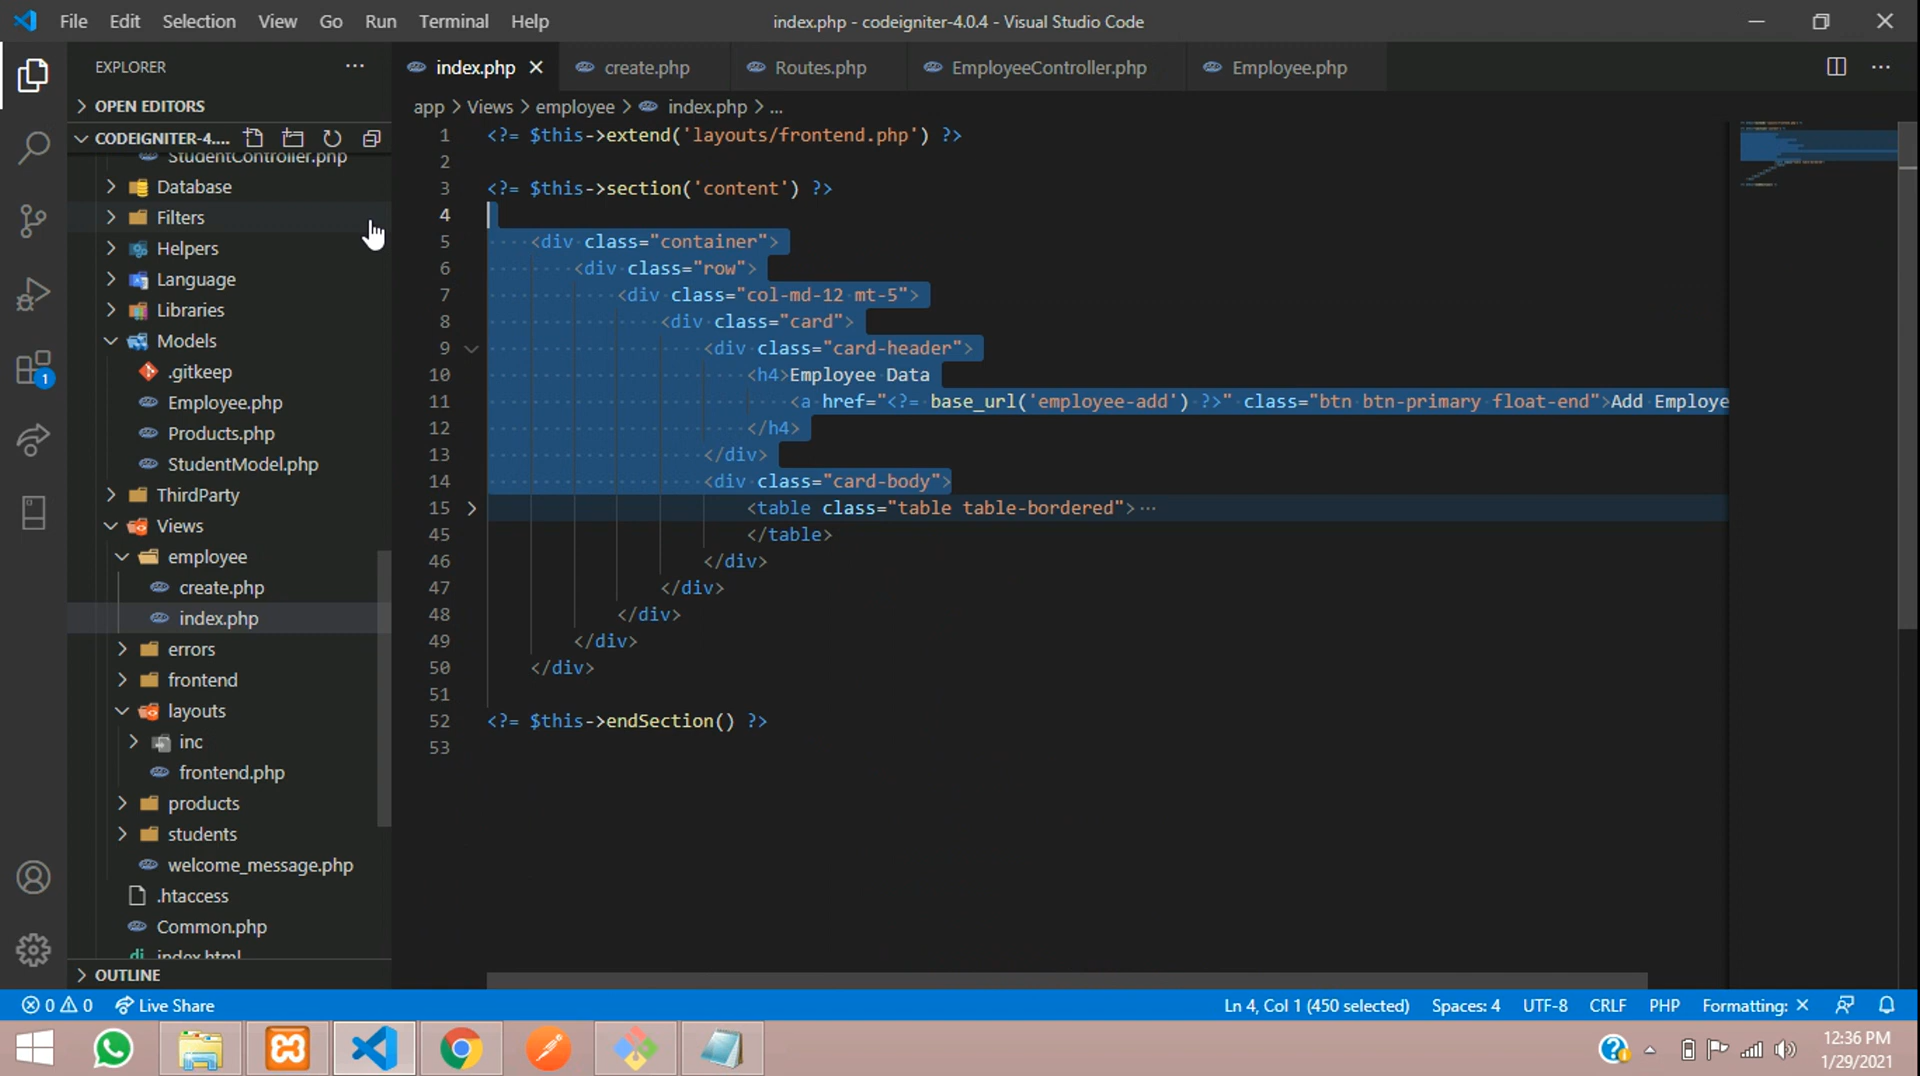 File Edit Selection View Go Run Terminal Help
index.php - codeigniter-4.0.4 - Visual Studio Code
EXPLORER
OPEN EDITORS
CODEIGNITER-4....
StudentController.php
Database
Filters
Helpers
Language
Libraries
Models
.gitkeep
Employee.php
Products.php
StudentModel.php
ThirdParty
Views
employee
create.php
index.php
errors
frontend
layouts
inc
frontend.php
products
students
welcome_message.php
.htaccess
Common.php
index.html
OUTLINE
1
index.php create.php Routes.php EmployeeController.php Employee.php
app > Views > employee > index.php > ...
1 <?= $this->extend('layouts/frontend.php') ?>
2
3 <?= $this->section('content') ?>
4
5 <div class="container">
6 <div class="row">
7 <div class="col-md-12 mt-5">
8 <div class="card">
9 <div class="card-header">
10 <h4>Employee Data
11 <a href="<?= base_url('employee-add') ?>" class="btn btn-primary float-end">Add Employe
12 </h4>
13 </div>
14 <div class="card-body">
15 <table class="table table-bordered">...
45 </table>
46 </div>
47 </div>
48 </div>
49 </div>
50 </div>
51
52 <?= $this->endSection() ?>
53
0 0 Live Share
Ln 4, Col 1 (450 selected) Spaces: 4 UTF-8 CRLF PHP Formatting: ×
12:36 PM
1/29/2021